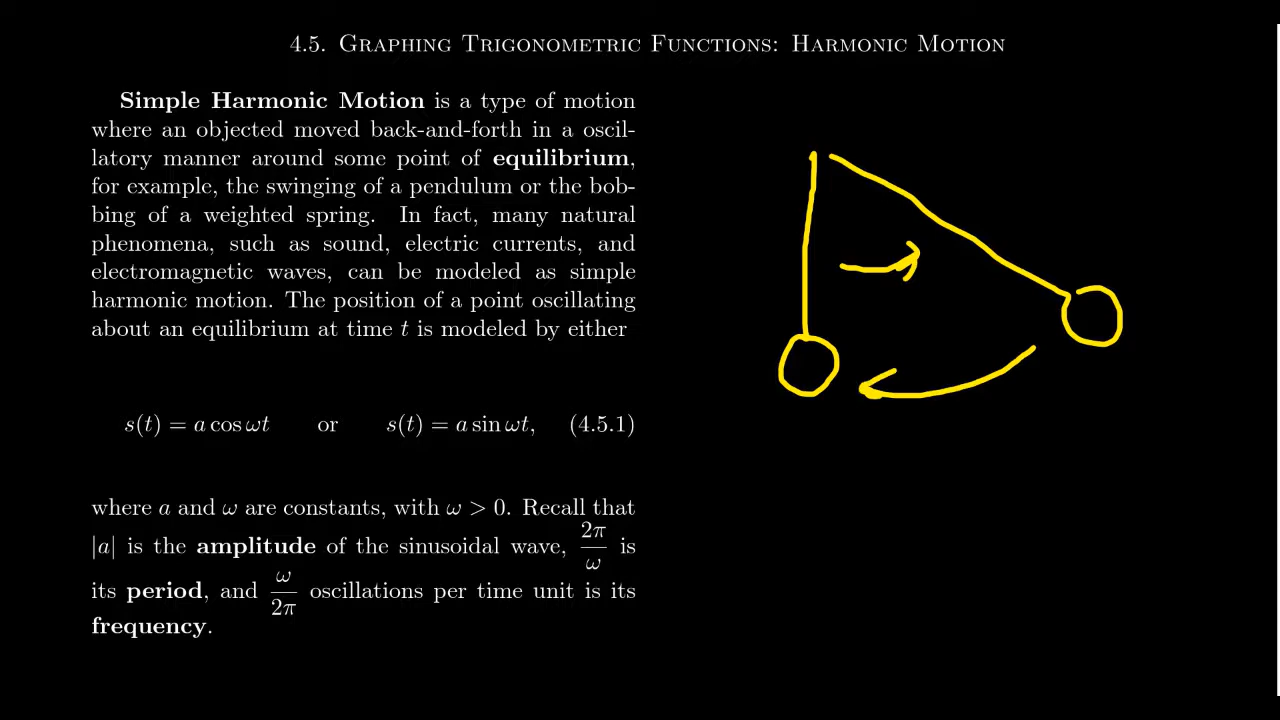 4.5. Graphing Trigonometric Functions: Harmonic Motion
Simple Harmonic Motion is a type of motion
where an objected moved back-and-forth in a oscil-
latory manner around some point of equilibrium,
for example, the swinging of a pendulum or the bob-
bing of a weighted spring. In fact, many natural
phenomena, such as sound, electric currents, and
electromagnetic waves, can be modeled as simple
harmonic motion. The position of a point oscillating
about an equilibrium at time t is modeled by either
s(t) = a cos ωt or s(t) = a sin ωt, (4.5.1)
where a and ω are constants, with ω > 0. Recall that
|a| is the amplitude of the sinusoidal wave, 2π/ω is
its period, and ω/2π oscillations per time unit is its
frequency.